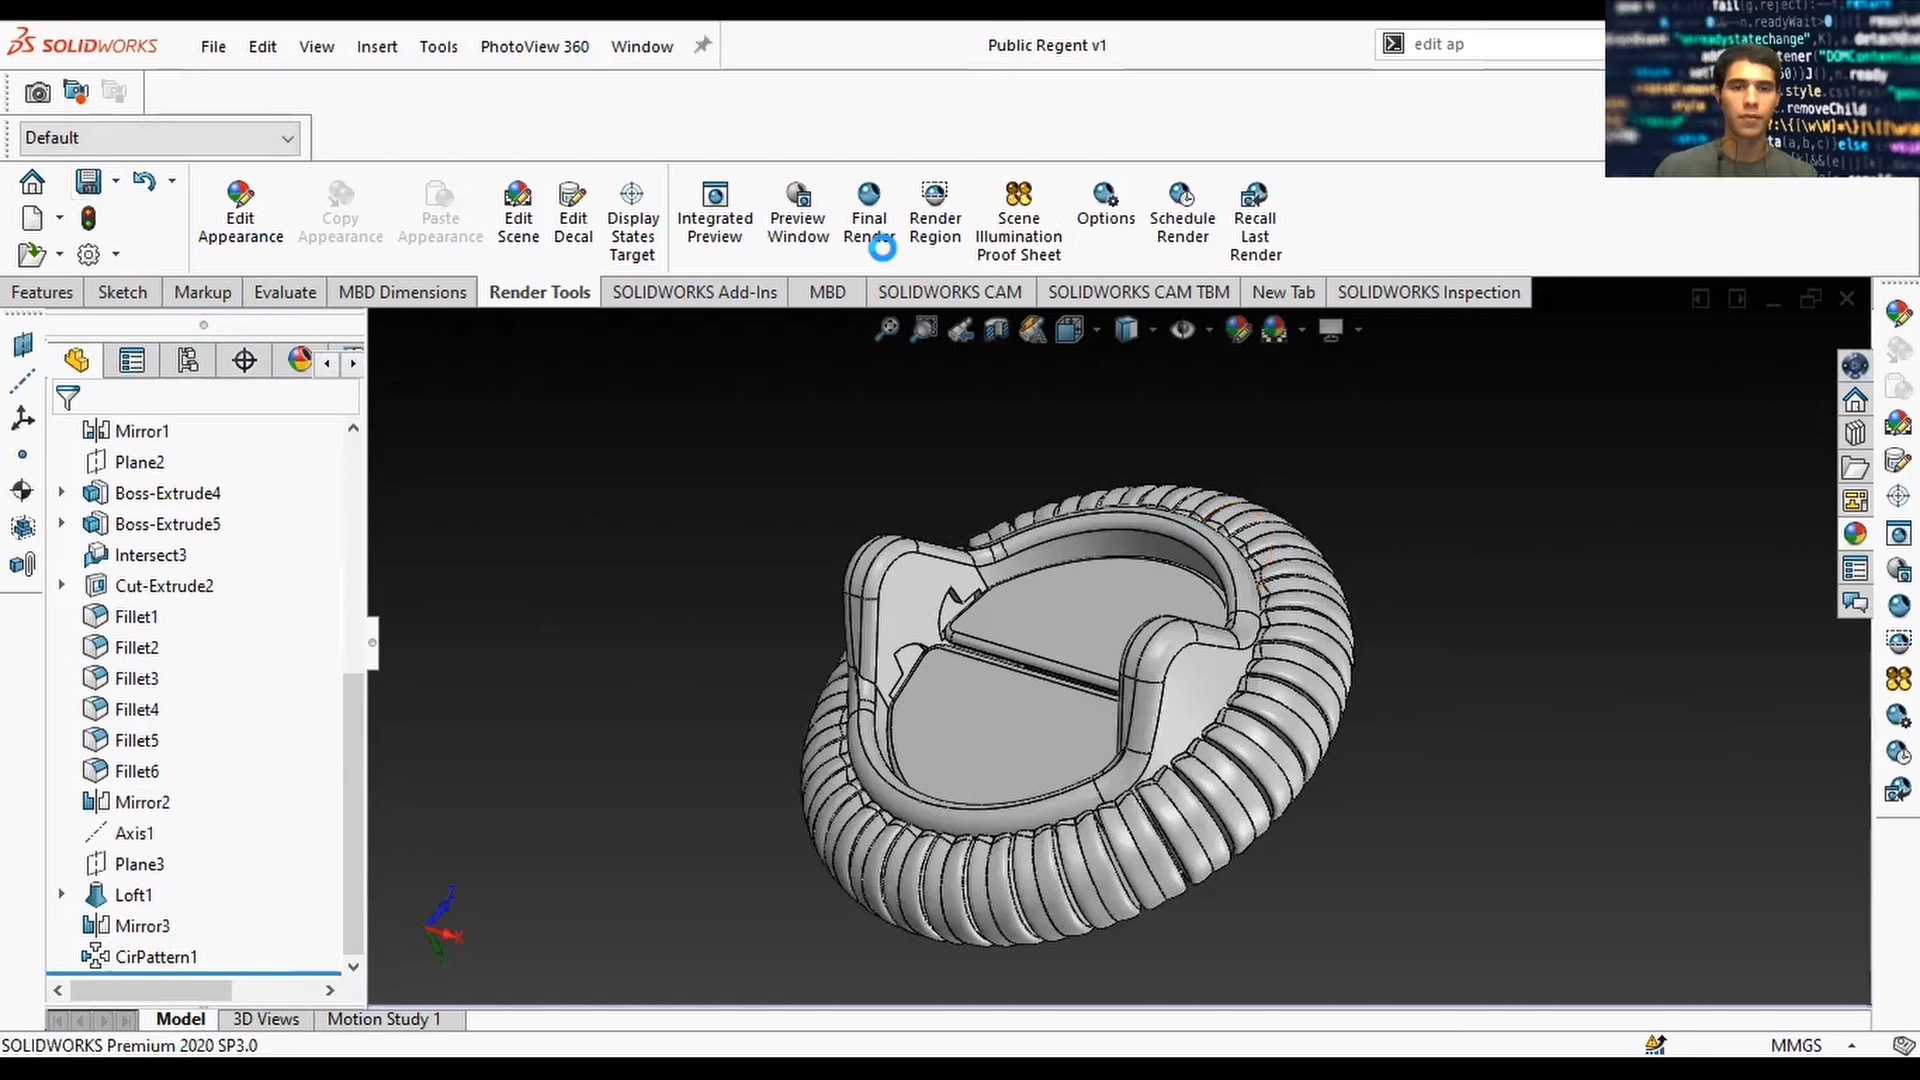 SOLIDWORKS
File Edit View Insert Tools PhotoView 360 Window
Public Regent v1
edit ap
Default
Edit Appearance
Copy Appearance
Paste Appearance
Edit Scene
Edit Decal
Display States Target
Integrated Preview
Preview Window
Final Render
Render Region
Scene Illumination Proof Sheet
Options
Schedule Render
Recall Last Render
Features Sketch Markup Evaluate MBD Dimensions Render Tools SOLIDWORKS Add-Ins MBD SOLIDWORKS CAM SOLIDWORKS CAM TBM New Tab SOLIDWORKS Inspection
Mirror1
Plane2
Boss-Extrude4
Boss-Extrude5
Intersect3
Cut-Extrude2
Fillet1
Fillet2
Fillet3
Fillet4
Fillet5
Fillet6
Mirror2
Axis1
Plane3
Loft1
Mirror3
CirPattern1
Model 3D Views Motion Study 1
SOLIDWORKS Premium 2020 SP3.0
MMGS